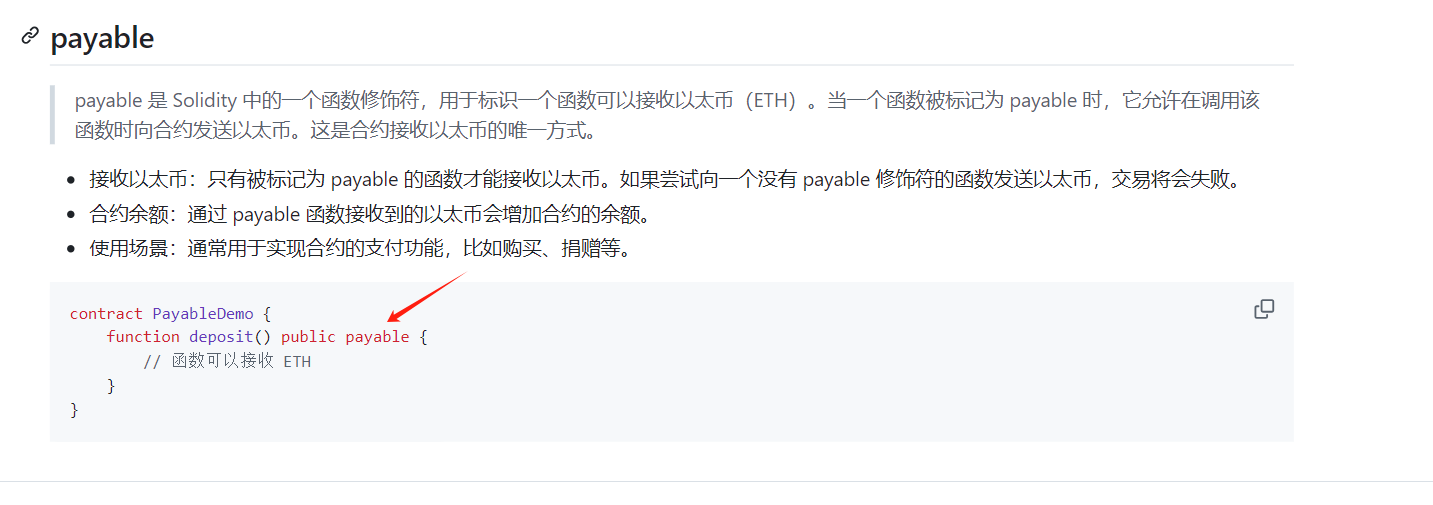 payable
payable 是 Solidity 中的一个函数修饰符，用于标识一个函数可以接收以太币（ETH）。当一个函数被标记为 payable 时，它允许在调用该
函数时向合约发送以太币。这是合约接收以太币的唯一方式。
接收以太币：只有被标记为 payable 的函数才能接收以太币。如果尝试向一个没有 payable 修饰符的函数发送以太币，交易将会失败。
合约余额：通过 payable 函数接收到的以太币会增加合约的余额。
使用场景：通常用于实现合约的支付功能，比如购买、捐赠等。
contract PayableDemo {
    function deposit() public payable {
        // 函数可以接收 ETH
    }
}